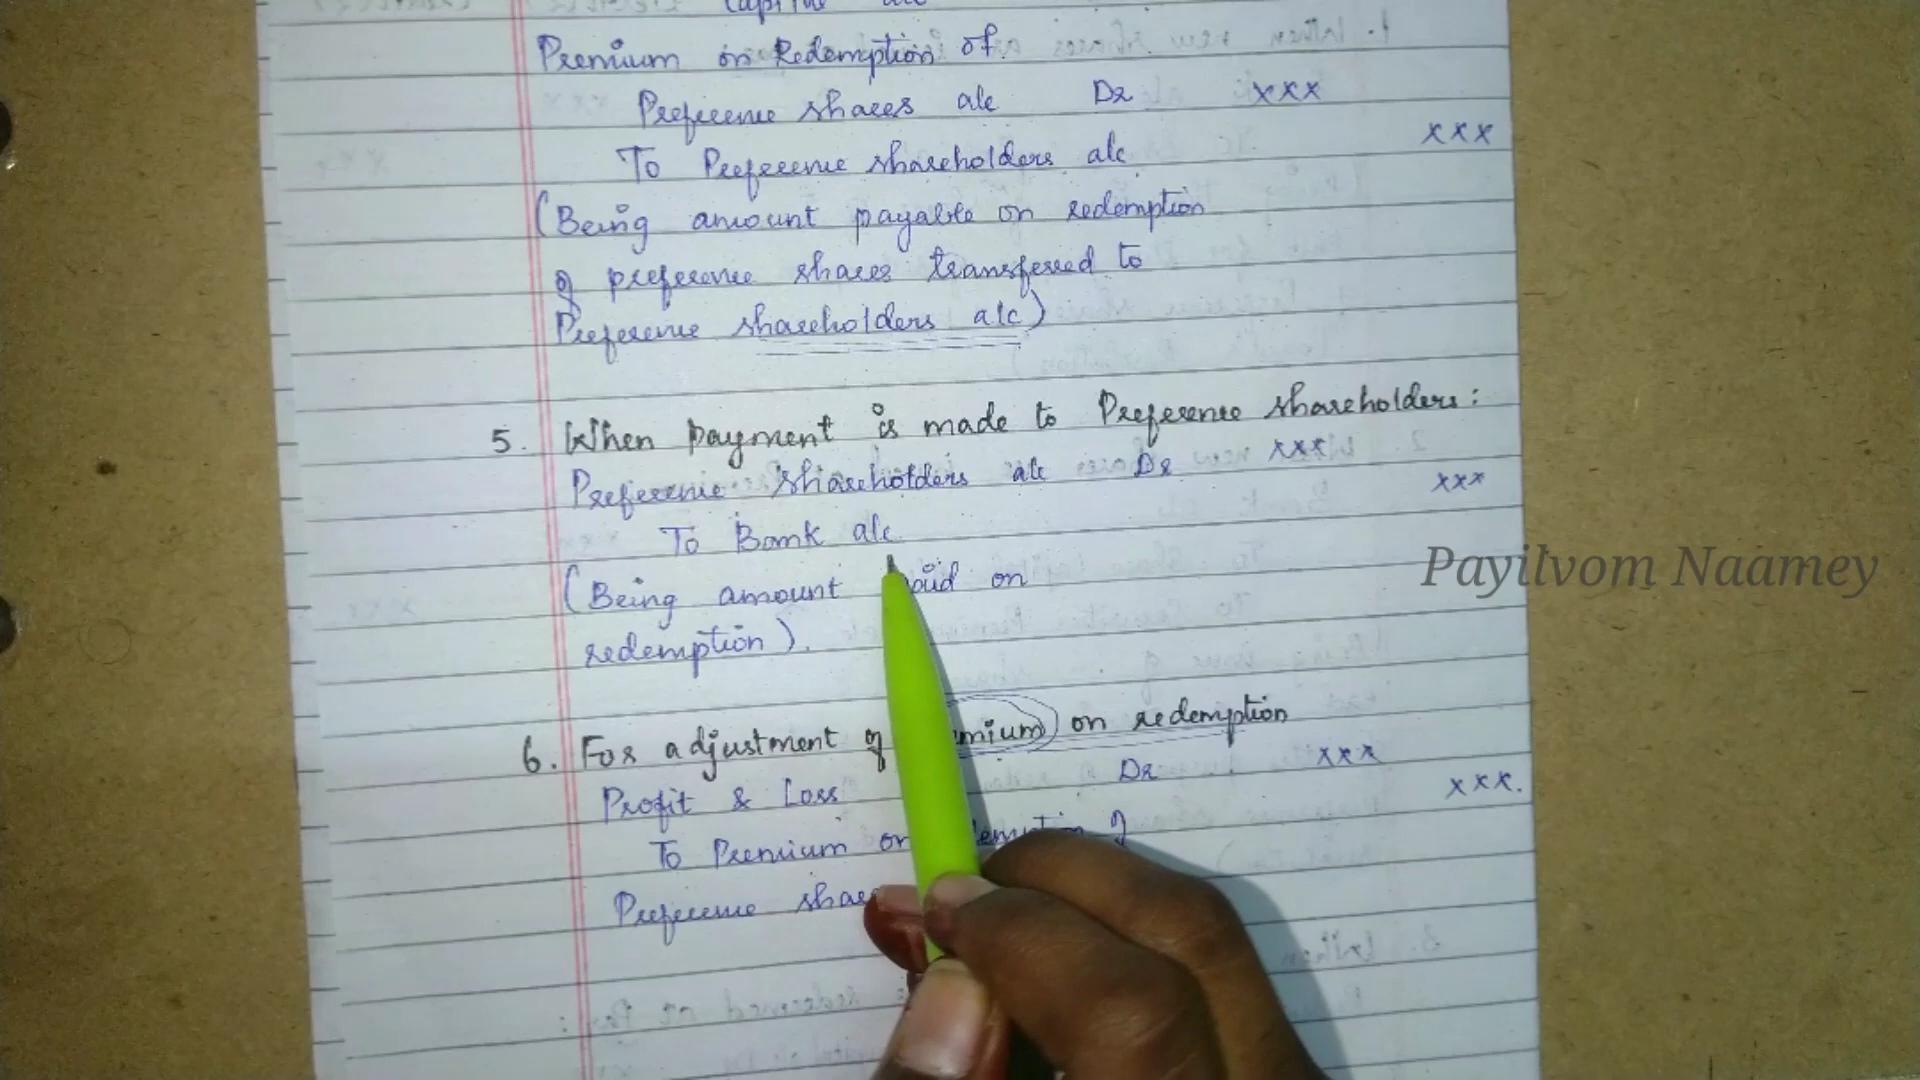 Premium on Redemption of
Preference shares a/c Dr xxx
To Preference shareholders a/c xxx
(Being amount payable on redemption
of preference shares transferred to
Preference shareholders a/c)
5. When payment is made to Preference shareholders:
Preference shareholders a/c Dr xxx
To Bank a/c xxx
(Being amount paid on
redemption).
6. For adjustment of on redemption
Profit & Loss Dr xxx
To Premium on of xxx.
Preference
Payilvom Naamey